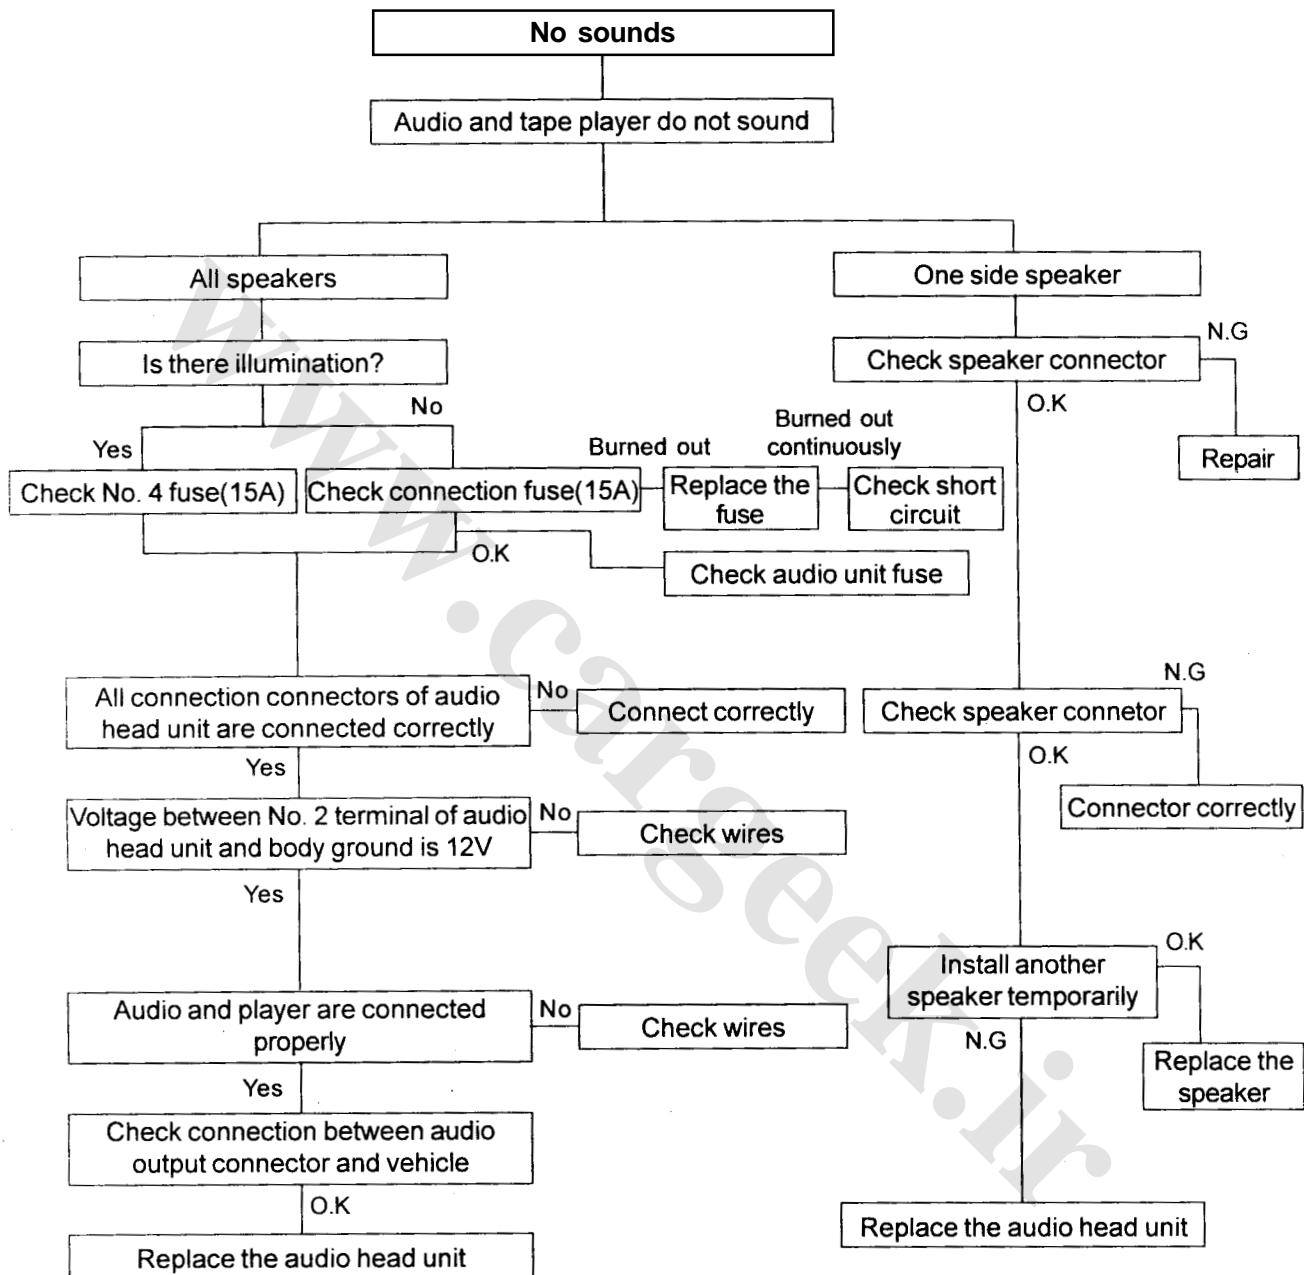 No sounds
Audio and tape player do not sound
All speakers
One side speaker
Is there illumination?
N.G
Check speaker connector
No
O.K
Yes
Burned out
Burned out
continuously
Repair
Check No. 4 fuse(15A)
Check connection fuse(15A)
Replace the
fuse
Check short
circuit
O.K
Check audio unit fuse
All connection connectors of audio
head unit are connected correctly
No
Connect correctly
N.G
Check speaker connetor
Yes
O.K
Voltage between No. 2 terminal of audio
head unit and body ground is 12V
No
Check wires
Connector correctly
Yes
O.K
Install another
speaker temporarily
Audio and player are connected
properly
No
Check wires
N.G
Replace the
speaker
Yes
Check connection between audio
output connector and vehicle
O.K
Replace the audio head unit
Replace the audio head unit
www.cargeek.ir